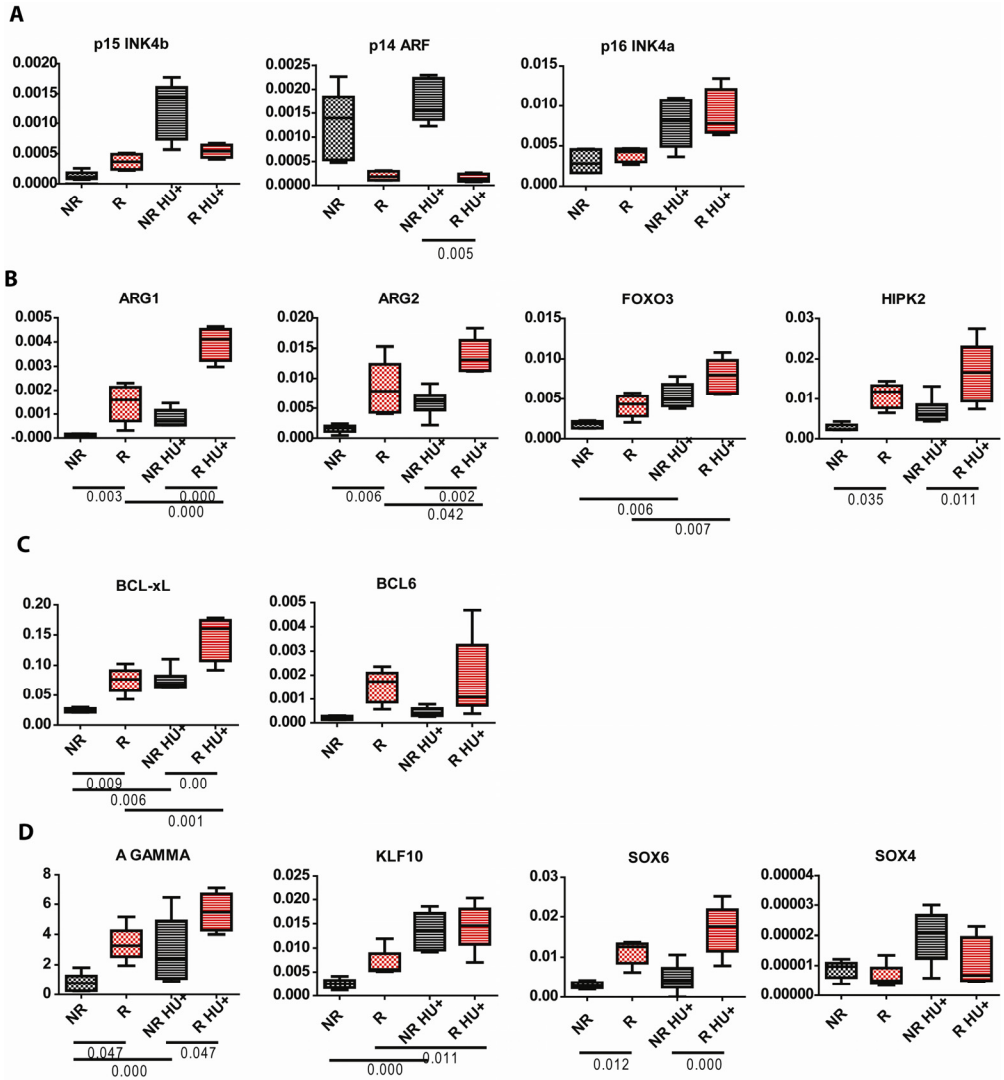 A
p15 INK4b
p14 ARF
p16 INK4a
0.0020
0.0015
0.0010
0.0005
0.0000
NR
R
NR HU+
R HU+
0.0025
0.0020
0.0015
0.0010
0.0005
0.0000
NR
R
NR HU+
R HU+
0.005
0.015
0.010
0.005
0.000
NR
R
NR HU+
R HU+
B
ARG1
ARG2
FOXO3
HIPK2
0.005
0.004
0.003
0.002
0.001
-0.000
NR
R
NR HU+
R HU+
0.003
0.000
0.000
0.020
0.015
0.010
0.005
0.000
NR
R
NR HU+
R HU+
0.006
0.002
0.042
0.015
0.010
0.005
0.000
NR
R
NR HU+
R HU+
0.006
0.007
0.03
0.02
0.01
0.00
NR
R
NR HU+
R HU+
0.035
0.011
C
BCL-xL
BCL6
0.20
0.15
0.10
0.05
0.00
NR
R
NR HU+
R HU+
0.009
0.00
0.006
0.001
0.005
0.004
0.003
0.002
0.001
0.000
NR
R
NR HU+
R HU+
D
A GAMMA
KLF10
SOX6
SOX4
8
6
4
2
0
NR
R
NR HU+
R HU+
0.047
0.047
0.000
0.025
0.020
0.015
0.010
0.005
0.000
NR
R
NR HU+
R HU+
0.011
0.000
0.03
0.02
0.01
0.00
NR
R
NR HU+
R HU+
0.012
0.000
0.00004
0.00003
0.00002
0.00001
0.00000
NR
R
NR HU+
R HU+